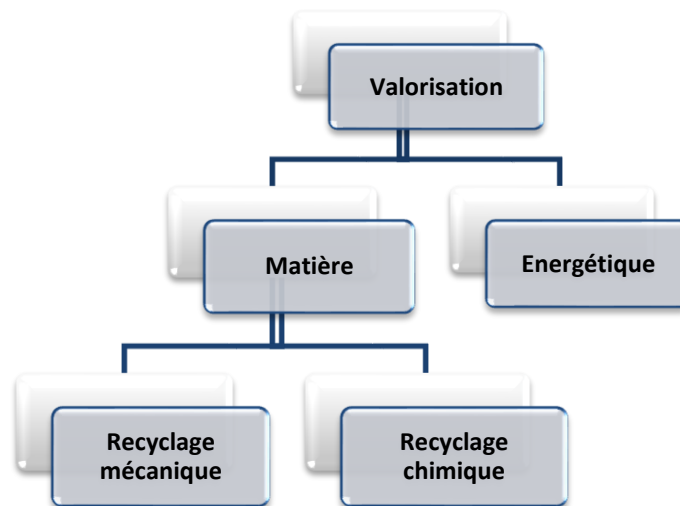 Valorisation
Matière
Energétique
Recyclage
mécanique
Recyclage
chimique